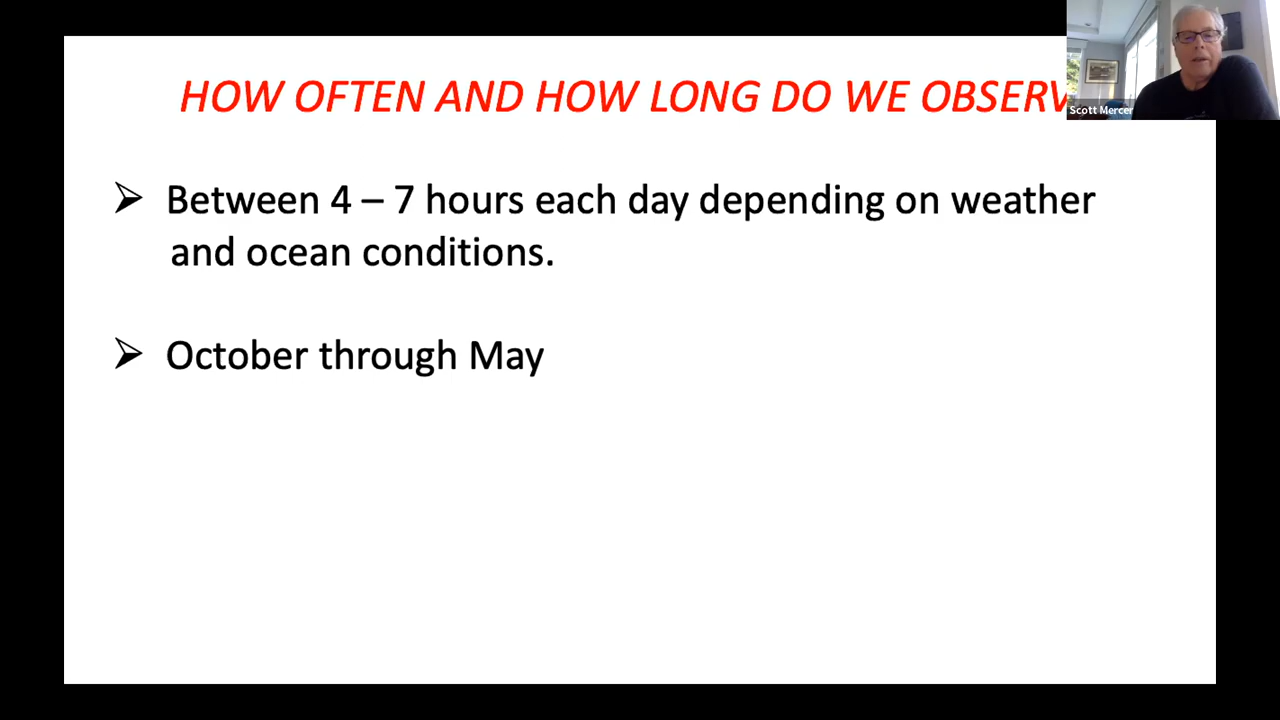 HOW OFTEN AND HOW LONG DO WE OBSERV
Scott Mercer
➢ Between 4 – 7 hours each day depending on weather
and ocean conditions.
➢ October through May